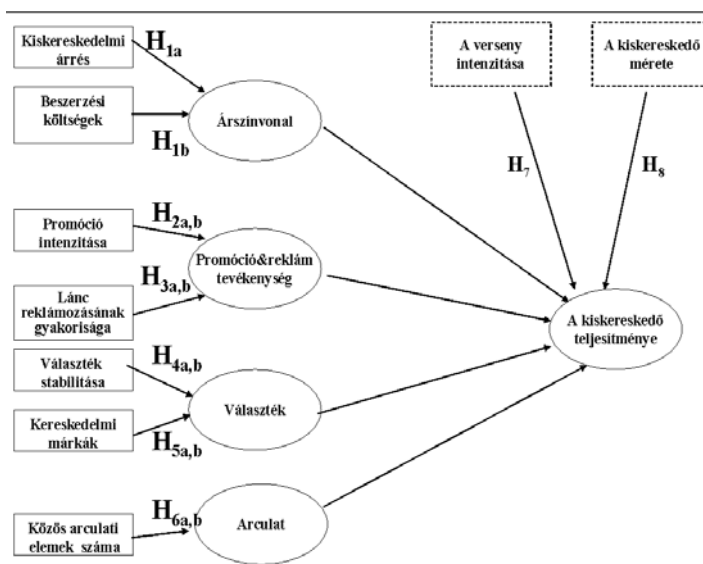 Kiskereskedelmi
árrés
H1a
Beszerzési
költségek
H1b
Árszínvonal
A verseny
intenzitása
A kiskereskedő
mérete
H7
H8
Promóció
intenzitása
H2a,b
Promóció&reklám
tevékenység
Lánc
reklámozásának
gyakorisága
H3a,b
A kiskereskedő
teljesítménye
Választék
stabilitása
H4a,b
Választék
Kereskedelmi
márkák
H5a,b
Közös arculati
elemek száma
H6a,b
Arculat